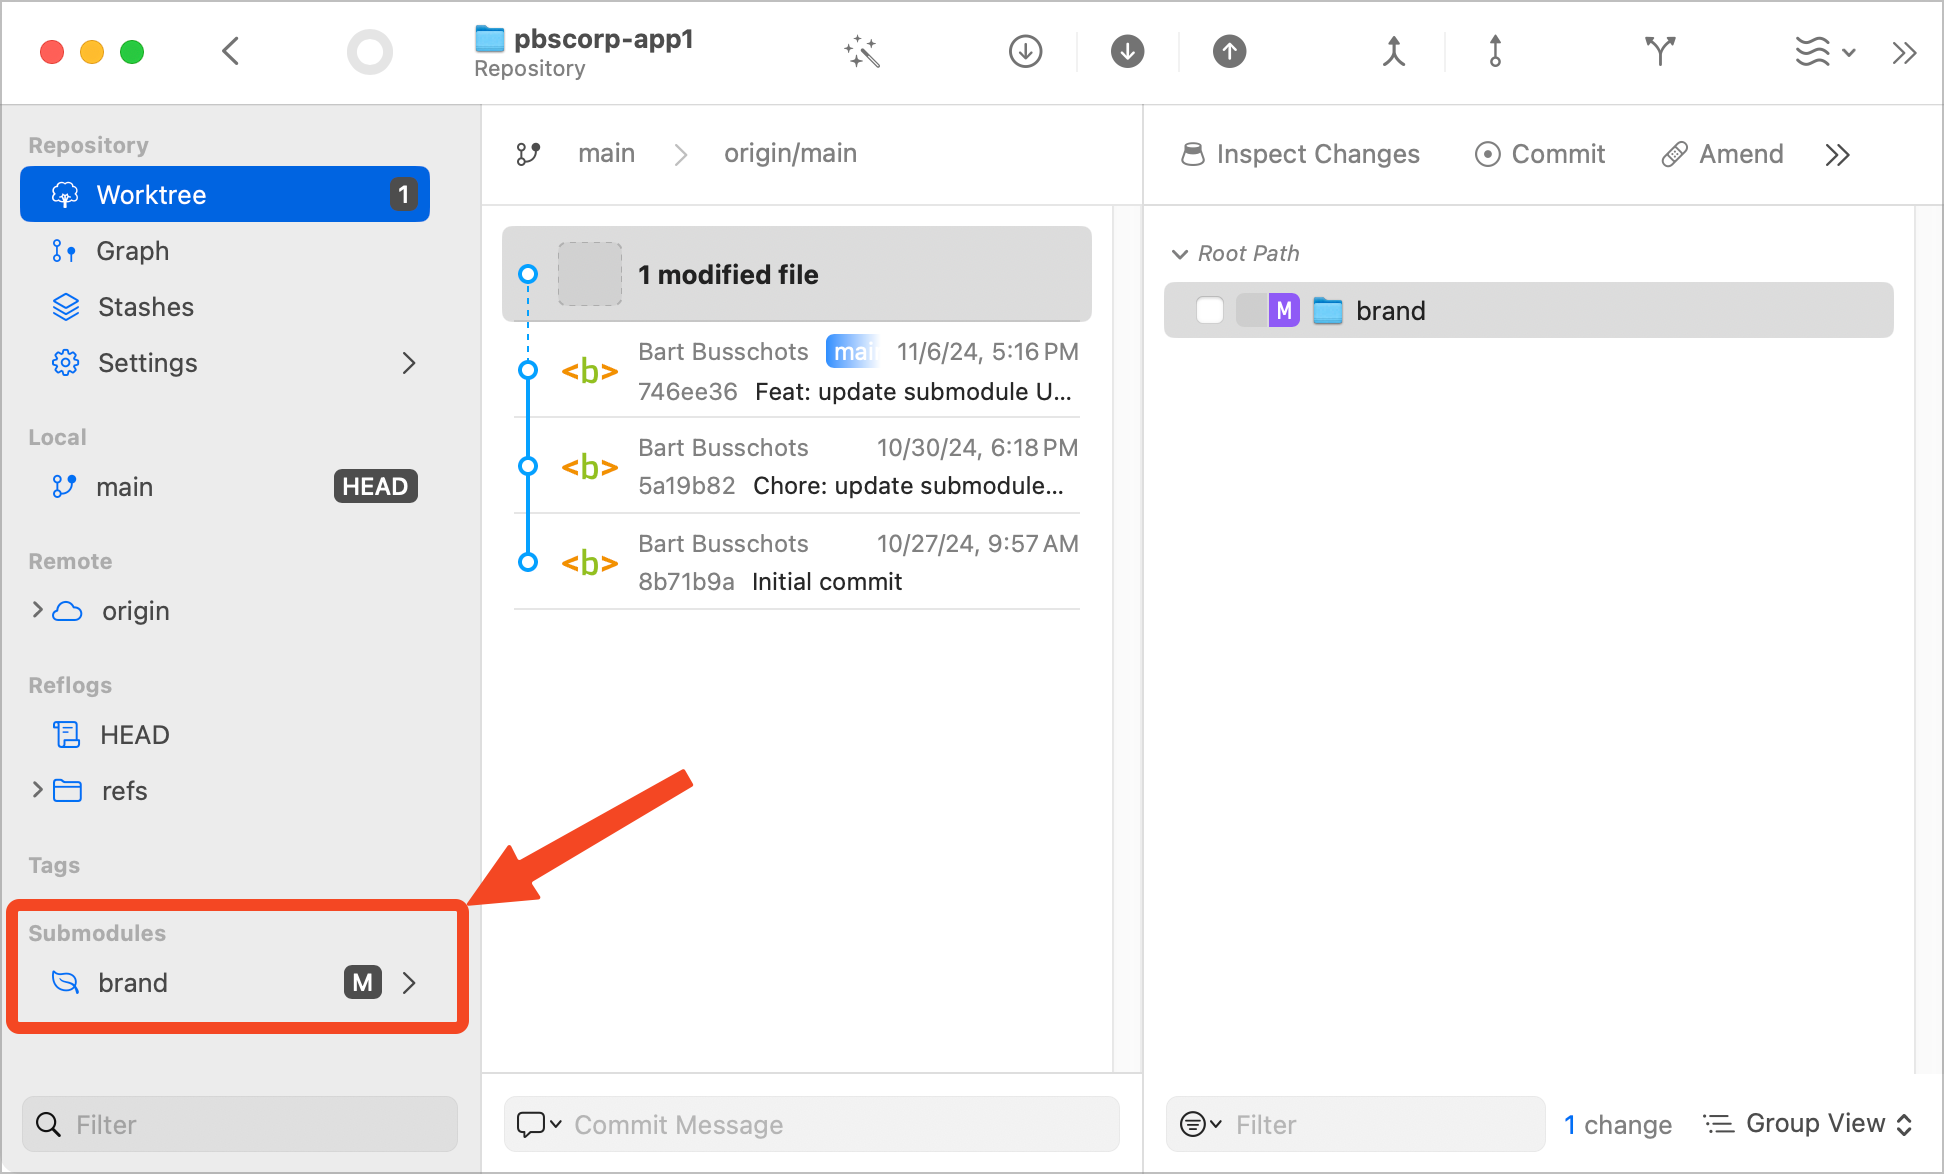 pbscorp-app1
Repository
Repository
Worktree 1
Graph
Stashes
Settings
Local
main HEAD
Remote
origin
Reflogs
HEAD
refs
Tags
Submodules
brand M
Filter
main origin/main
1 modified file
<b> Bart Busschots main 11/6/24, 5:16 PM
746ee36 Feat: update submodule U...
<b> Bart Busschots 10/30/24, 6:18 PM
5a19b82 Chore: update submodule...
<b> Bart Busschots 10/27/24, 9:57 AM
8b71b9a Initial commit
Commit Message
Inspect Changes Commit Amend
Root Path
M brand
Filter 1 change Group View